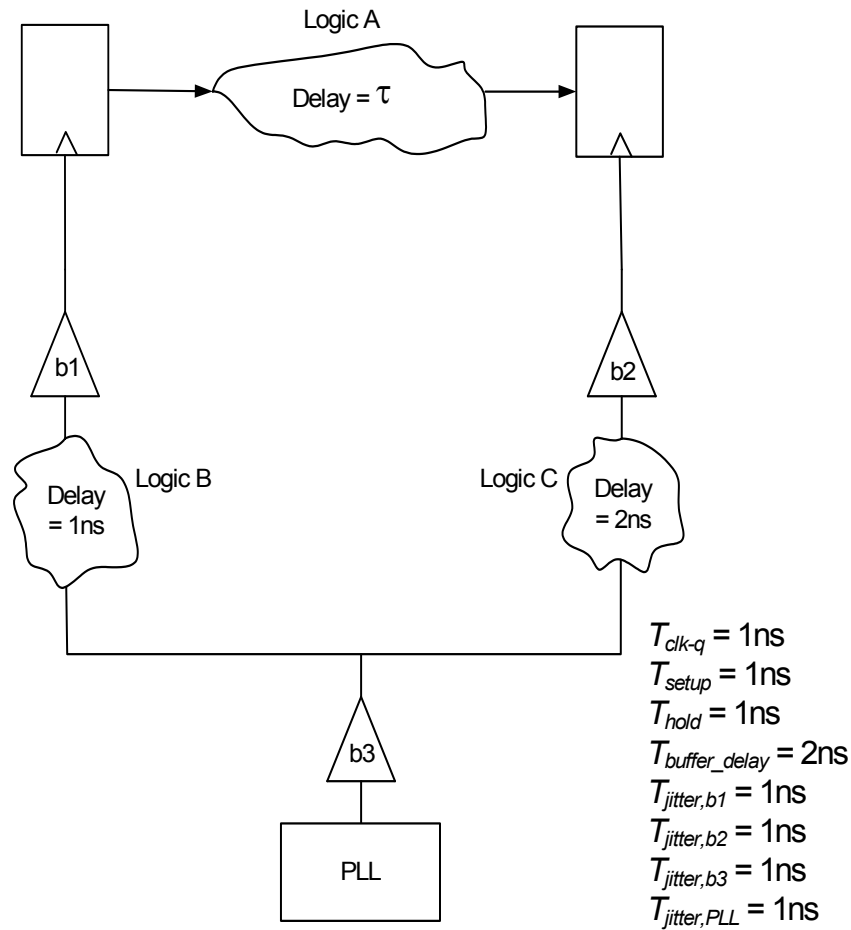 Logic A
Delay = τ
b1
b2
Logic B
Logic C
Delay
= 1ns
Delay
= 2ns
T_clk-q = 1ns
T_setup = 1ns
T_hold = 1ns
T_buffer_delay = 2ns
T_jitter,b1 = 1ns
T_jitter,b2 = 1ns
T_jitter,b3 = 1ns
T_jitter,PLL = 1ns
b3
PLL